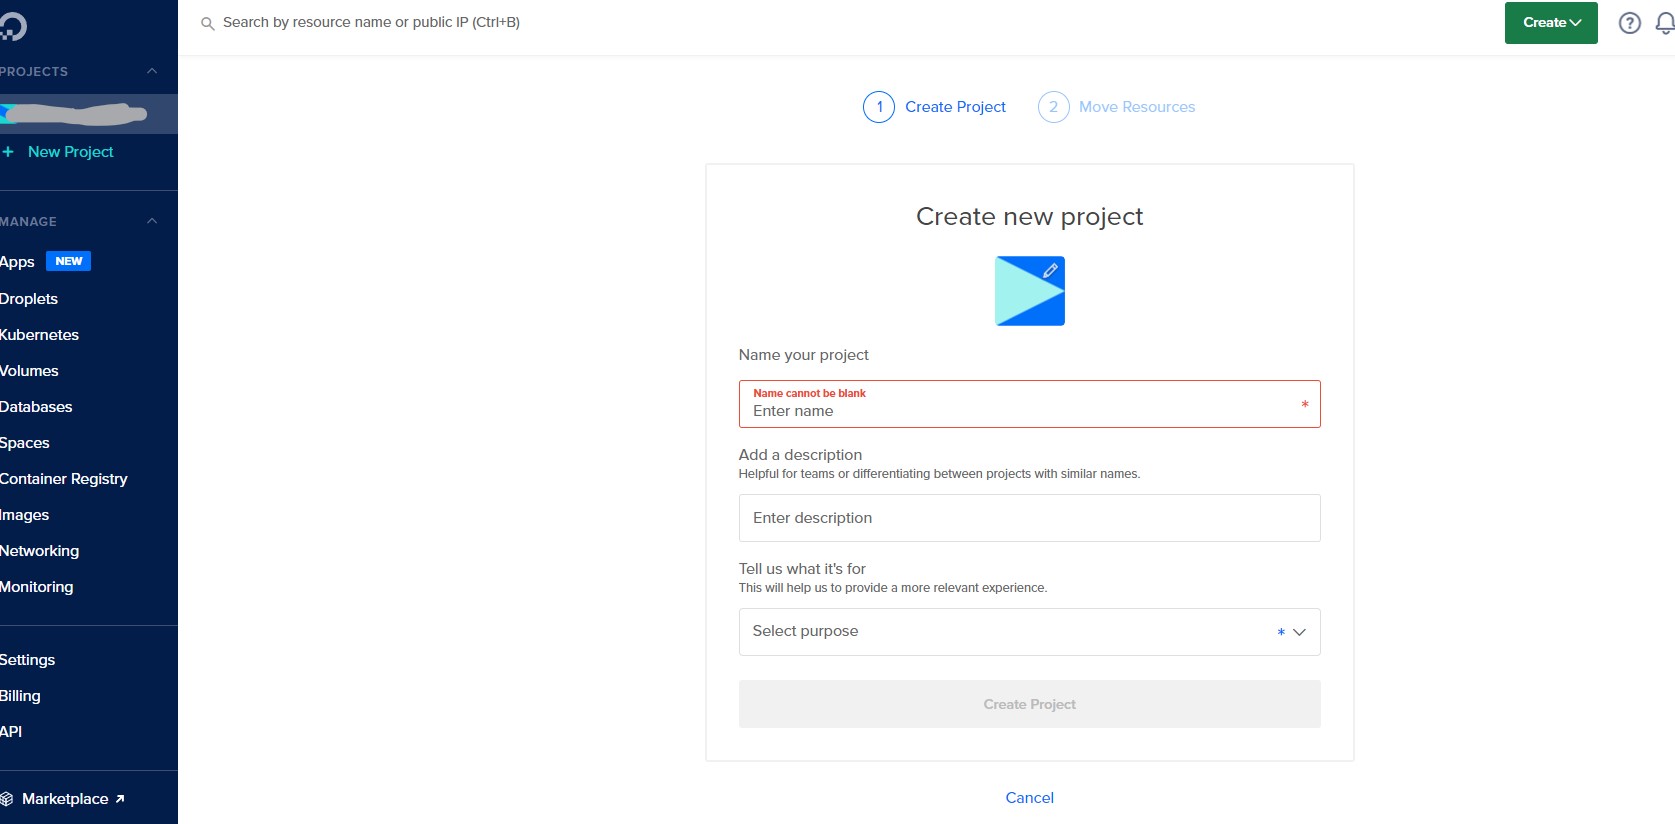 Search by resource name or public IP (Ctrl+B)
Create
?
PROJECTS
+ New Project
MANAGE
Apps NEW
Droplets
Kubernetes
Volumes
Databases
Spaces
Container Registry
Images
Networking
Monitoring
Settings
Billing
API
Marketplace
1 Create Project
2 Move Resources
Create new project
Name your project
Name cannot be blank
Enter name *
Add a description
Helpful for teams or differentiating between projects with similar names.
Enter description
Tell us what it's for
This will help us to provide a more relevant experience.
Select purpose *
Create Project
Cancel